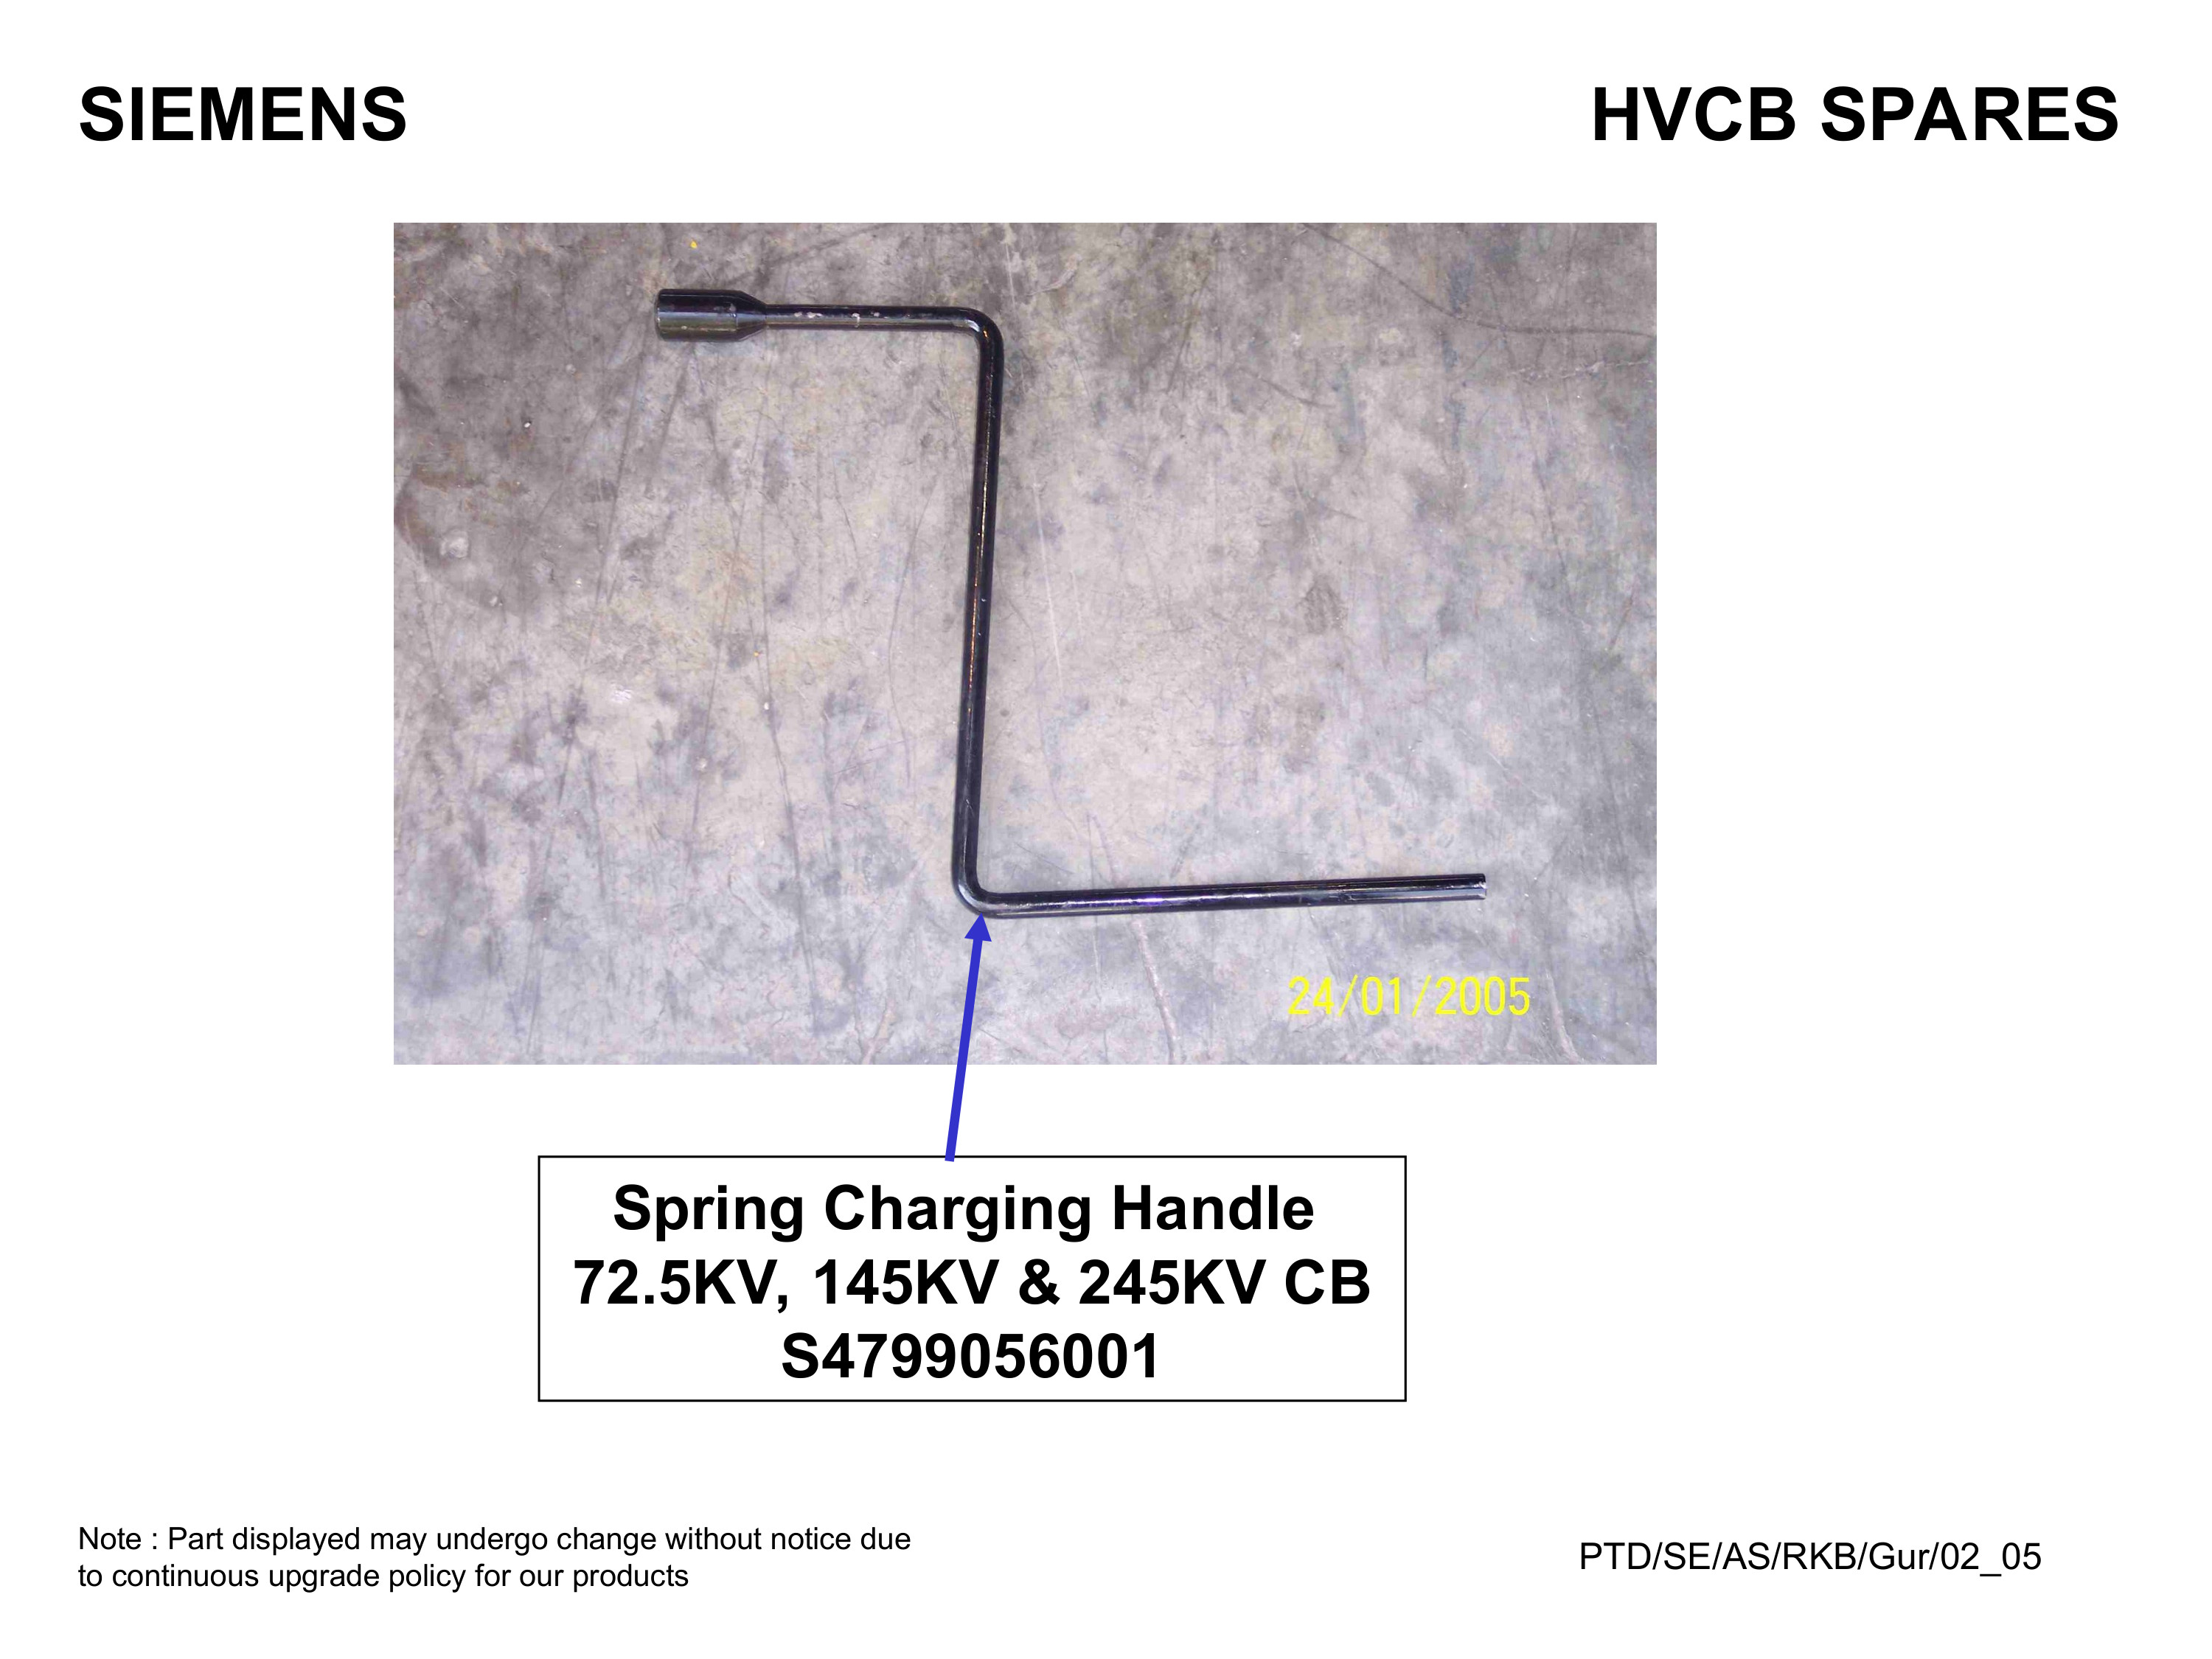 SIEMENS
HVCB SPARES
24/01/2005
Spring Charging Handle
72.5KV, 145KV & 245KV CB
S4799056001
Note : Part displayed may undergo change without notice due
to continuous upgrade policy for our products
PTD/SE/AS/RKB/Gur/02_05